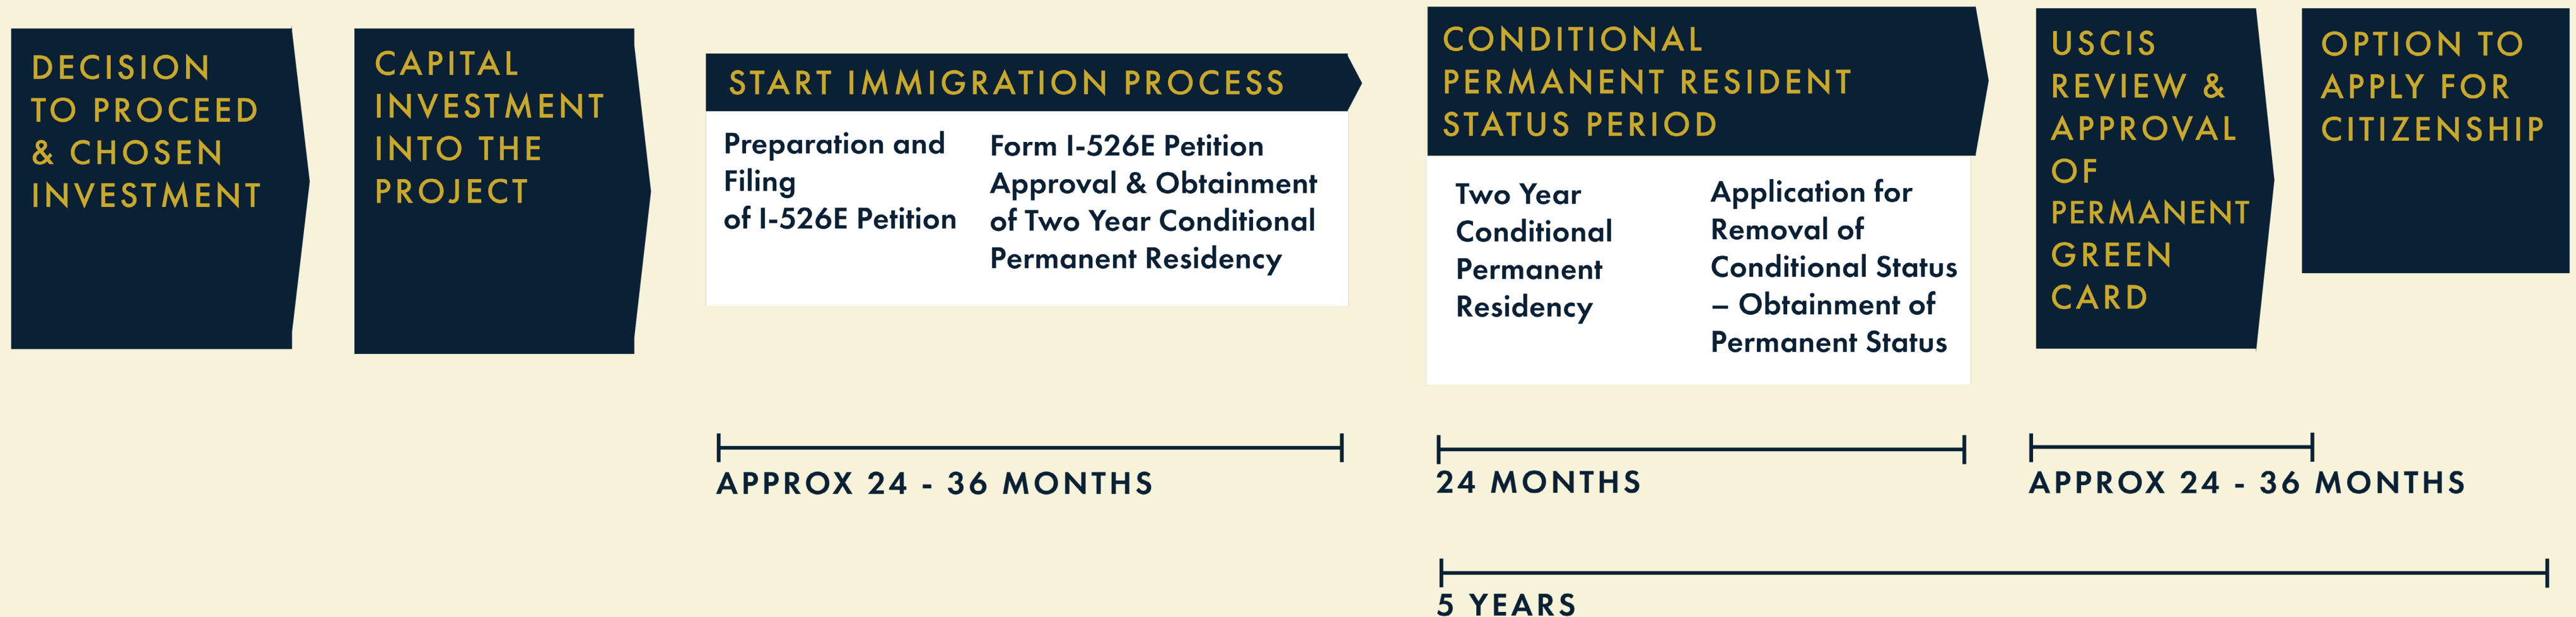 DECISION
TO PROCEED
& CHOSEN
INVESTMENT
CAPITAL
INVESTMENT
INTO THE
PROJECT
START IMMIGRATION PROCESS
Preparation and
Filing
of I-526E Petition
Form I-526E Petition
Approval & Obtainment
of Two Year Conditional
Permanent Residency
CONDITIONAL
PERMANENT RESIDENT
STATUS PERIOD
Two Year
Conditional
Permanent
Residency
Application for
Removal of
Conditional Status
– Obtainment of
Permanent Status
USCIS
REVIEW &
APPROVAL
OF
PERMANENT
GREEN
CARD
OPTION TO
APPLY FOR
CITIZENSHIP
APPROX 24 - 36 MONTHS
24 MONTHS
APPROX 24 - 36 MONTHS
5 YEARS